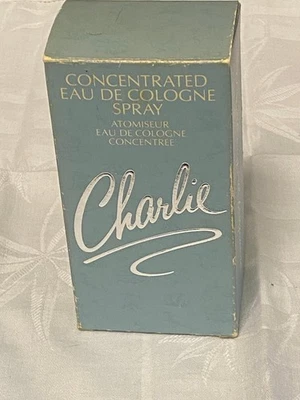 CONCENTRATED
EAU DE COLOGNE
SPRAY
ATOMISEUR
EAU DE COLOGNE
CONCENTRÉE
Charlie